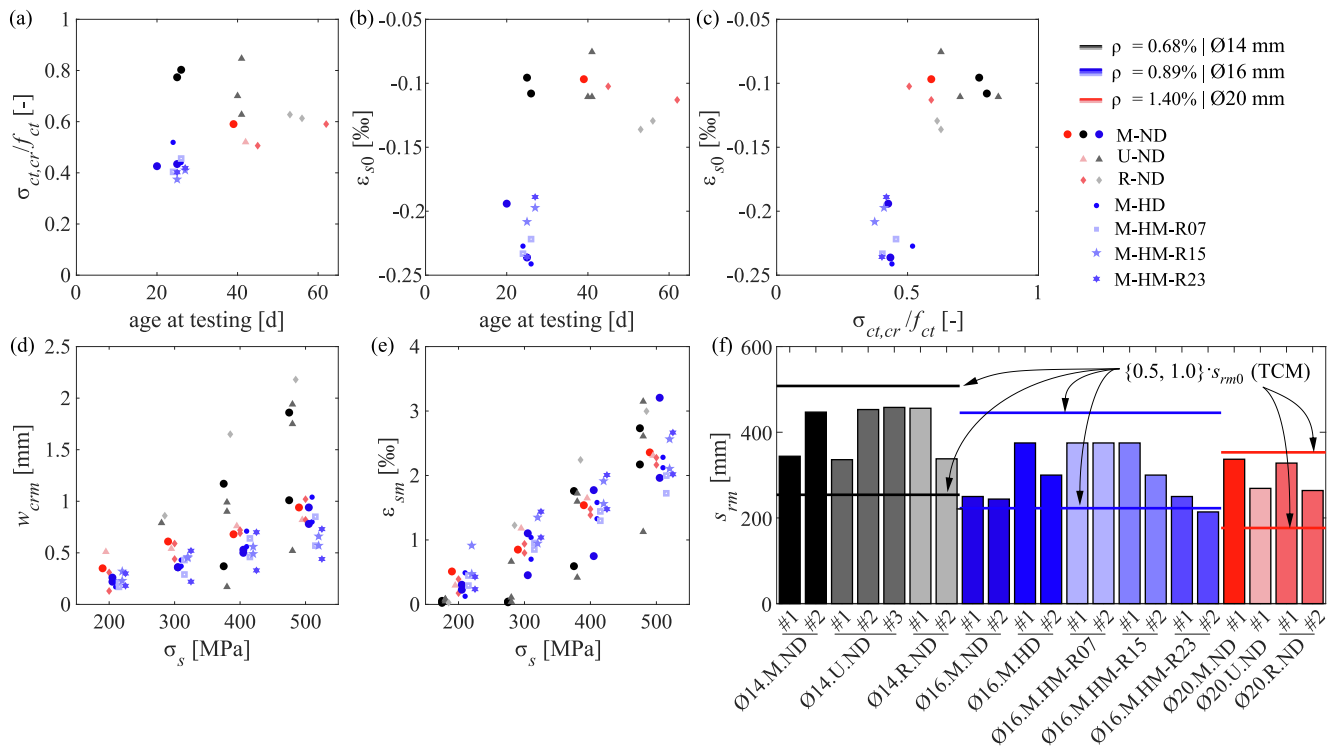 (a)
1
0.8
0.6
0.4
0.2
0
0 20 40 60
σct,cr/fct [-]
age at testing [d]
(b)
-0.05
-0.1
-0.15
-0.2
-0.25
0 20 40 60
εs0 [‰]
age at testing [d]
(c)
-0.05
-0.1
-0.15
-0.2
-0.25
0 0.5 1
εs0 [‰]
σct,cr /fct [-]
ρ = 0.68% | Ø14 mm
ρ = 0.89% | Ø16 mm
ρ = 1.40% | Ø20 mm
M-ND
U-ND
R-ND
M-HD
M-HM-R07
M-HM-R15
M-HM-R23
(d)
2.5
2
1.5
1
0.5
0
200 300 400 500
wcrm [mm]
σs [MPa]
(e)
4
3
2
1
0
200 300 400 500
εsm [‰]
σs [MPa]
(f)
600
400
200
0
srm [mm]
{0.5, 1.0}·srm0 (TCM)
#1 #2 #1 #2 #3 #1 #2 #1 #2 #1 #2 #1 #2 #1 #2 #1 #2 #1 #1 #1 #2
Ø14.M.ND
Ø14.U.ND
Ø14.R.ND
Ø16.M.ND
Ø16.M.HD
Ø16.M.HM-R07
Ø16.M.HM-R15
Ø16.M.HM-R23
Ø20.M.ND
Ø20.U.ND
Ø20.R.ND